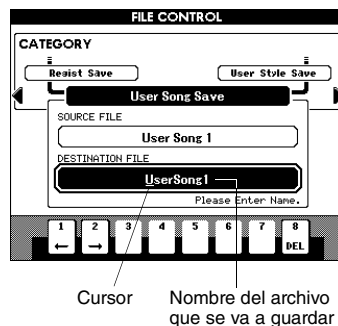 FILE CONTROL
CATEGORY
Regist Save
User Style Save
User Song Save
SOURCE FILE
User Song 1
DESTINATION FILE
UserSong1
Please Enter Name.
1 2 3 4 5 6 7 8
← → DEL
Cursor
Nombre del archivo
que se va a guardar